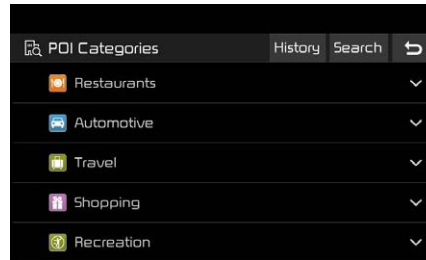 POI Categories History Search
Restaurants
Automotive
Travel
Shopping
Recreation